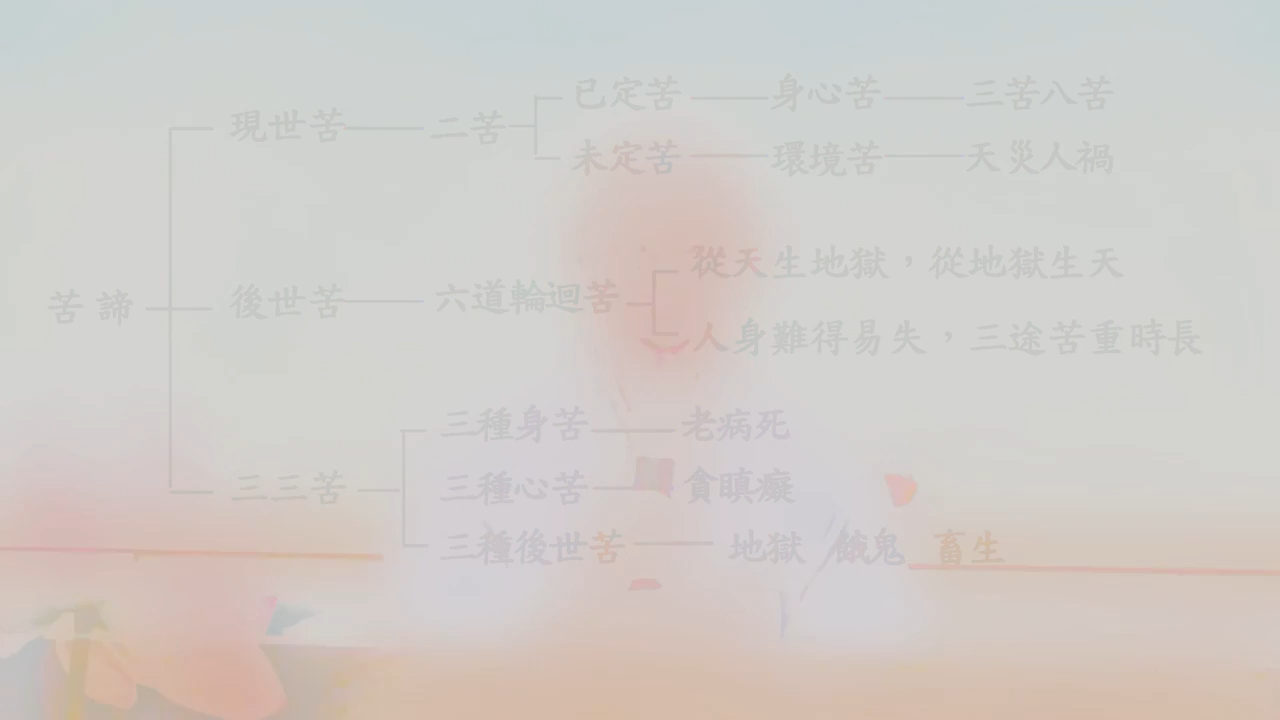 已定苦 身心苦 三苦八苦
現世苦 二苦
未定苦 環境苦 天災人禍
從天生地獄，從地獄生天
苦諦 後世苦 六道輪迴苦
人身難得易失，三途苦重時長
三種身苦 老病死
三三苦 三種心苦 貪瞋癡
三種後世苦 地獄 餓鬼 畜生